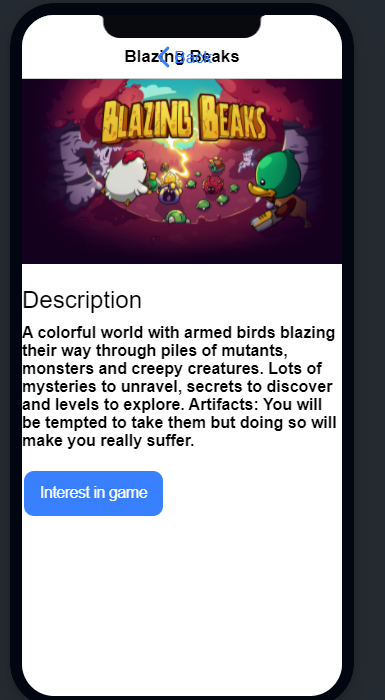 Blazing Beaks
Back
BLAZING BEAKS
Description
A colorful world with armed birds blazing
their way through piles of mutants,
monsters and creepy creatures. Lots of
mysteries to unravel, secrets to discover
and levels to explore. Artifacts: You will
be tempted to take them but doing so will
make you really suffer.
Interest in game